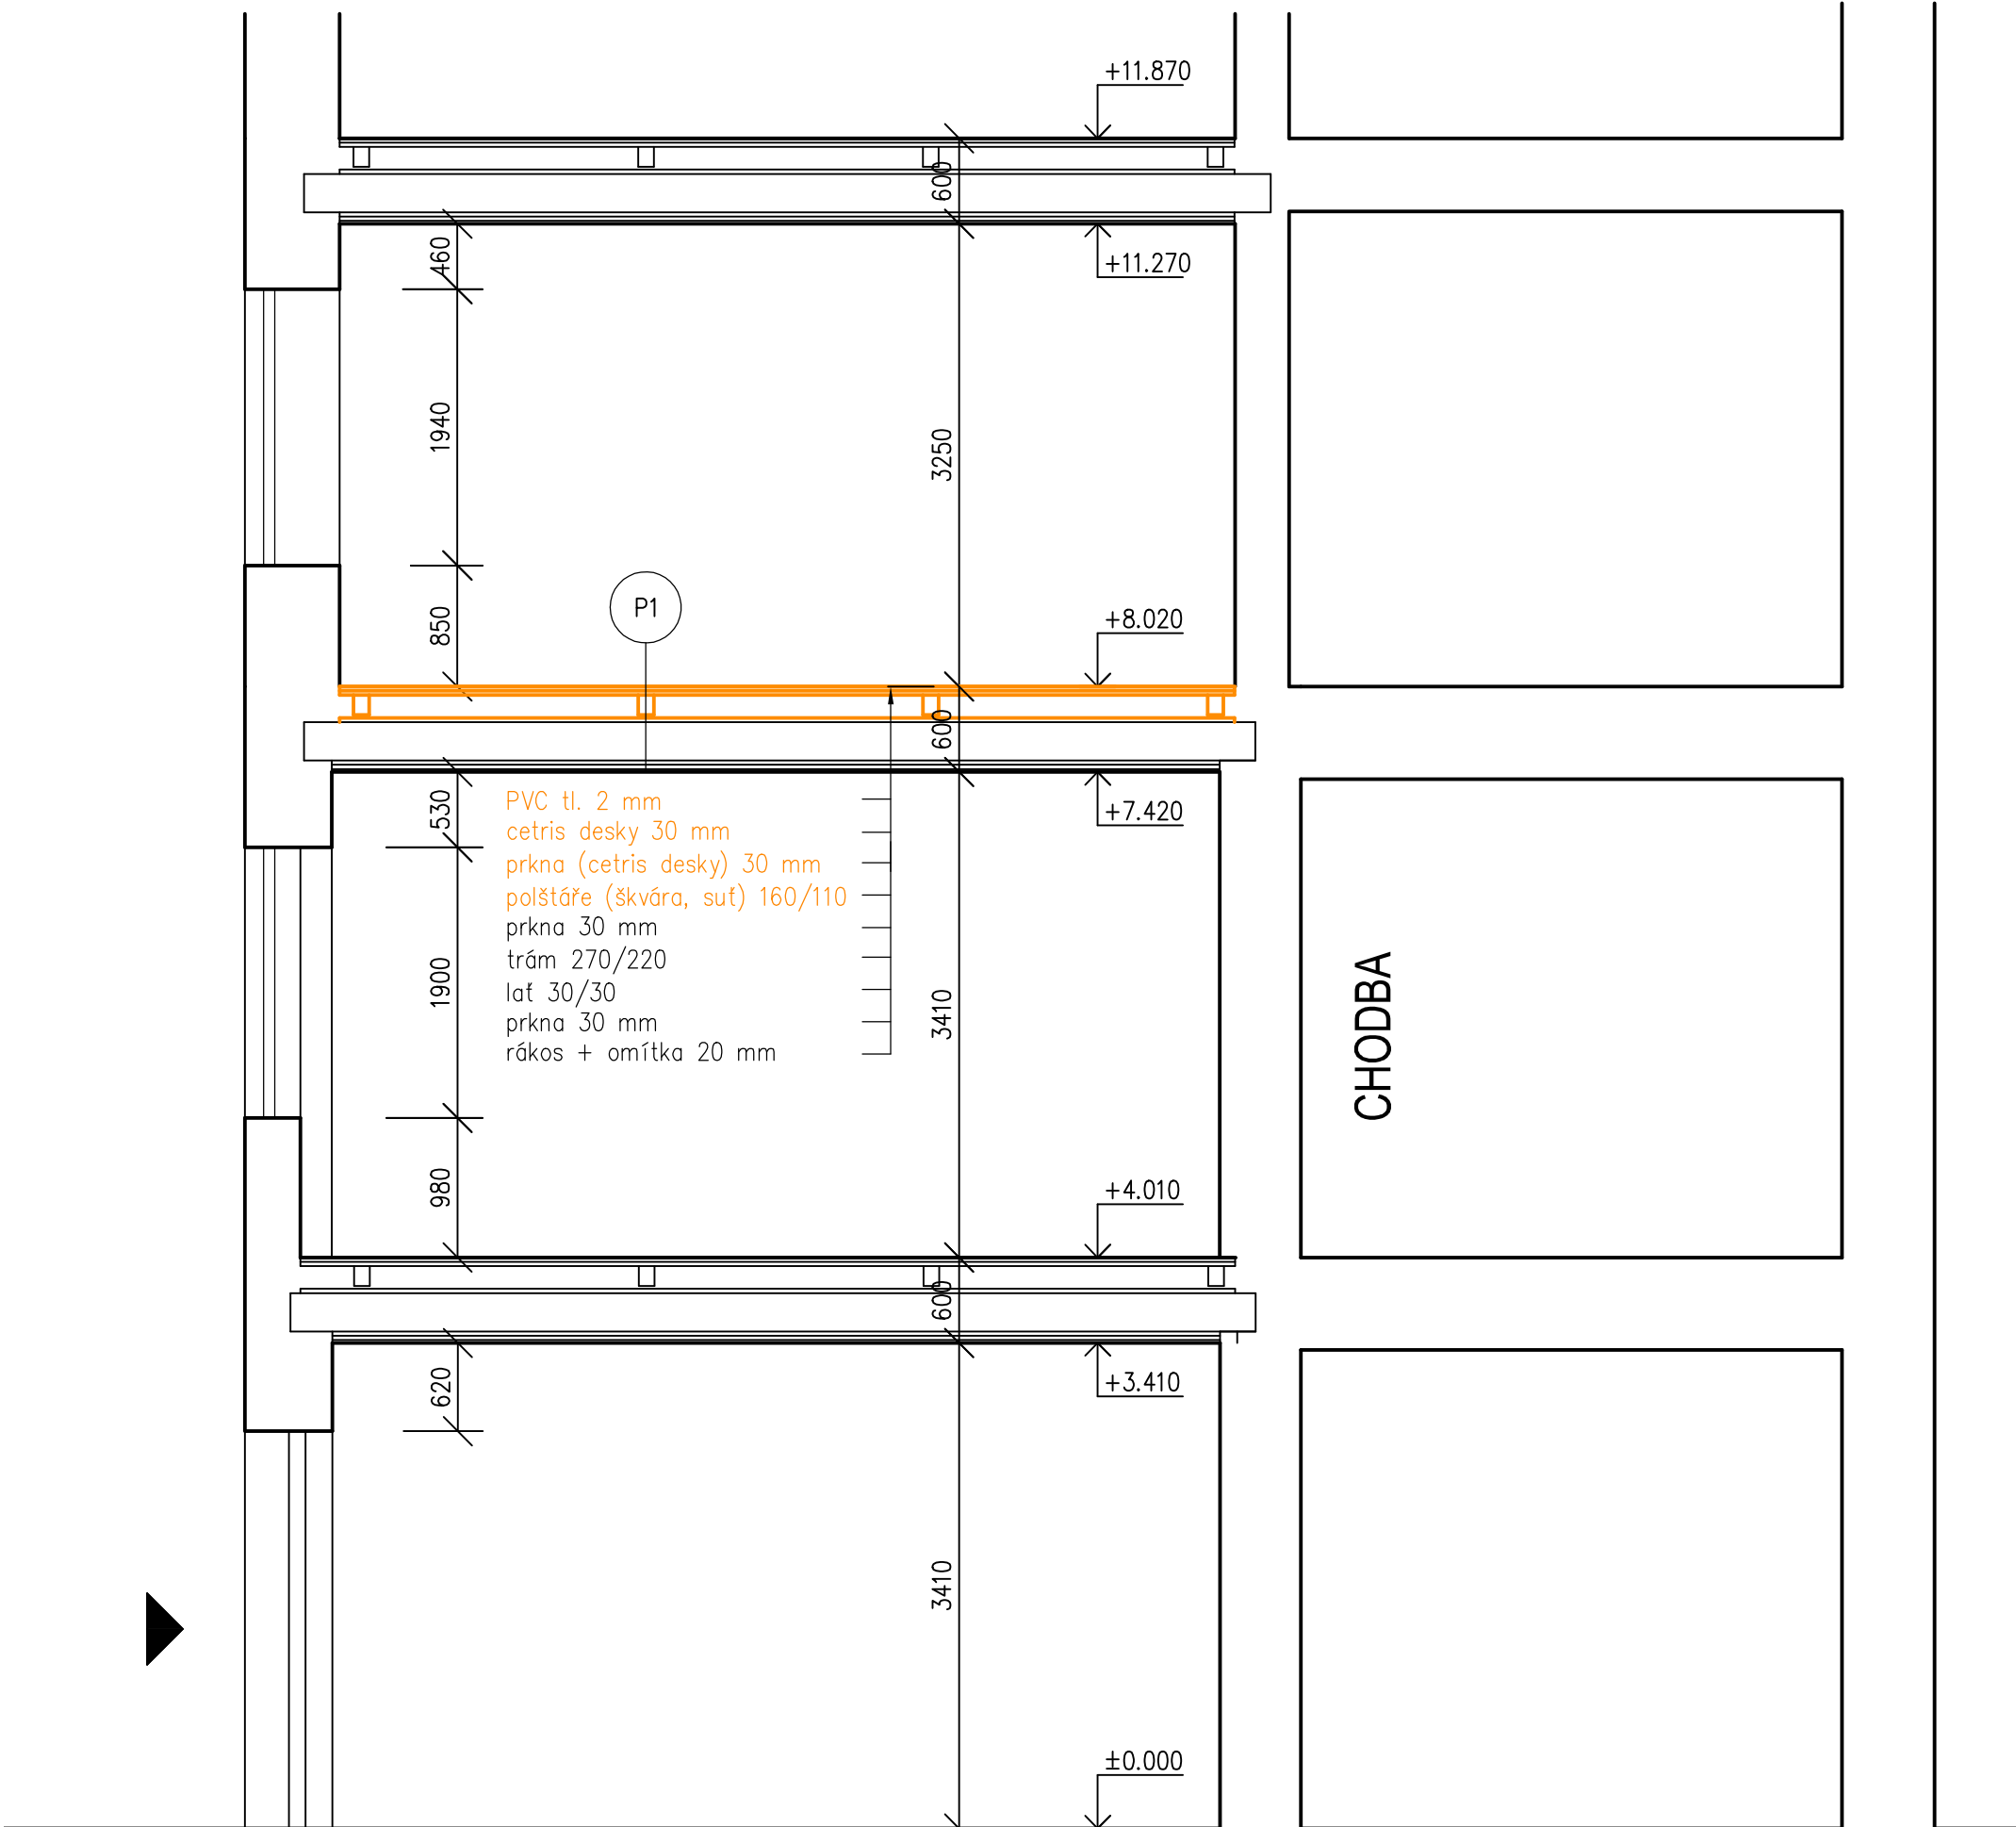 +11.870
600
460
+11.270
1940
3250
P1
850
+8.020
600
530
+7.420
PVC tl. 2 mm
cetris desky 30 mm
prkna (cetris desky) 30 mm
polštáře (škvára, suť) 160/110
prkna 30 mm
trám 270/220
lať 30/30
prkna 30 mm
rákos + omítka 20 mm
1900
3410
CHODBA
980
+4.010
600
620
+3.410
3410
±0.000